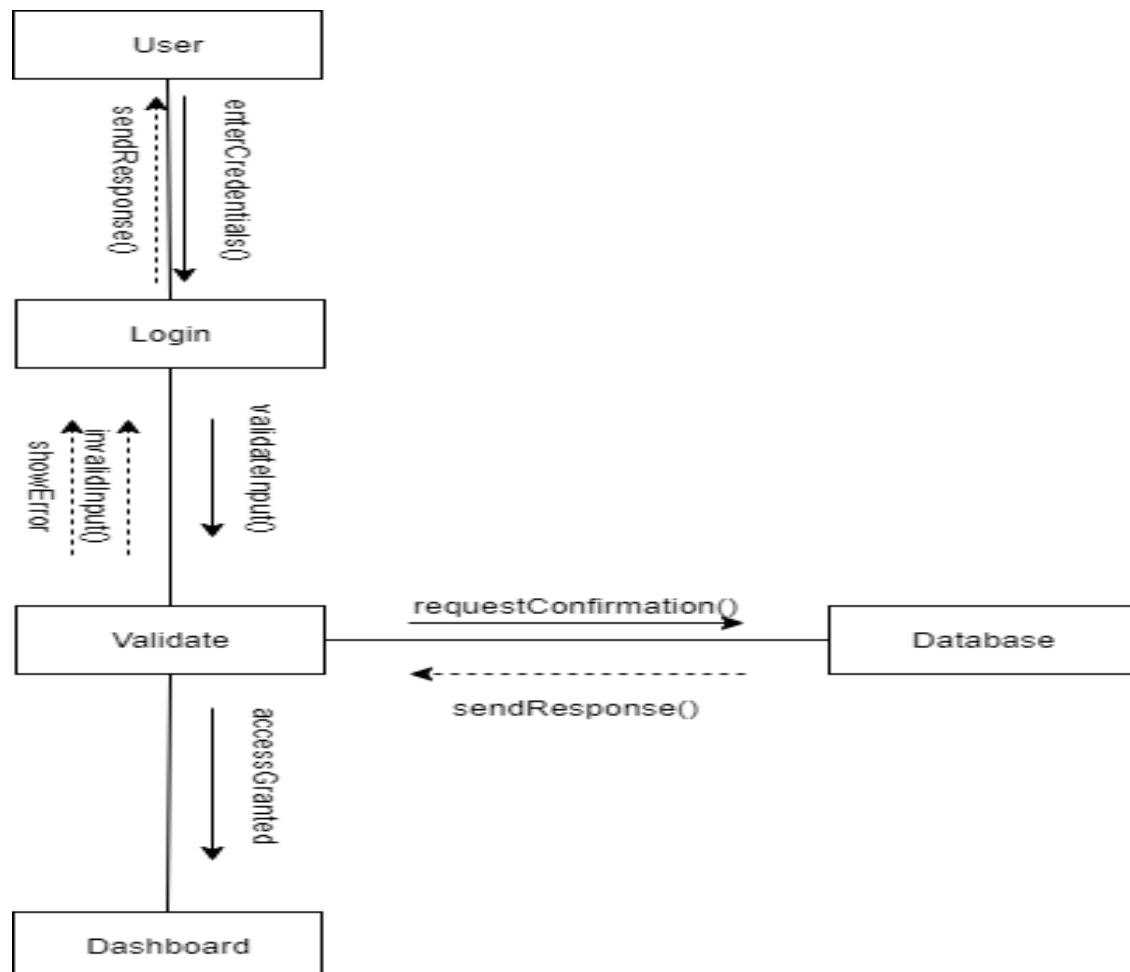 User
sendResponse()
enterCredentials()
Login
showError
invalidInput()
validateInput()
requestConfirmation()
Validate
Database
sendResponse()
accessGranted
Dashboard